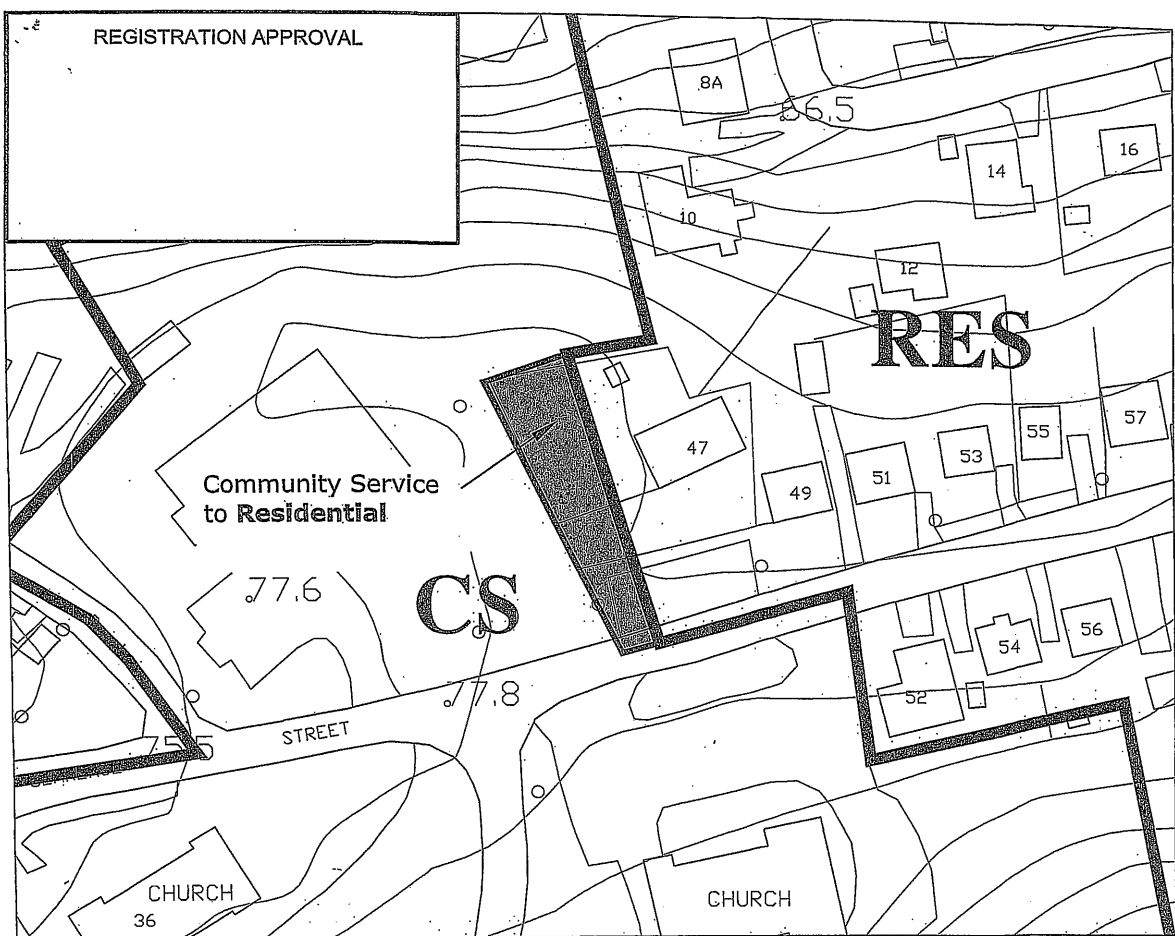 REGISTRATION APPROVAL
8A
56.5
14
16
10
12
RES
57
55
47
53
51
49
Community Service
to Residential
77.6
CS
56
54
52
77.8
STREET
CHURCH
36
CHURCH